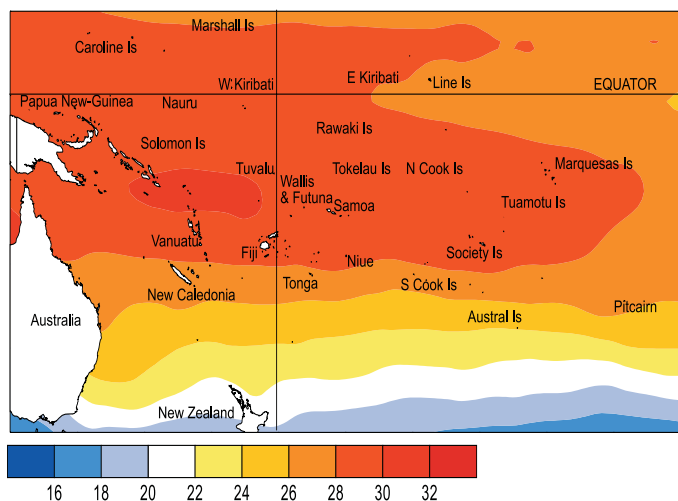 Marshall Is
Caroline Is
W Kiribati
E Kiribati
Line Is
EQUATOR
Papua New-Guinea
Nauru
Rawaki Is
Solomon Is
Tuvalu
Tokelau Is
N Cook Is
Marquesas Is
Wallis
& Futuna
Samoa
Tuamotu Is
Vanuatu
Fiji
Niue
Society Is
New Caledonia
Tonga
S Cook Is
Pitcairn
Australia
Austral Is
New Zealand
16 18 20 22 24 26 28 30 32